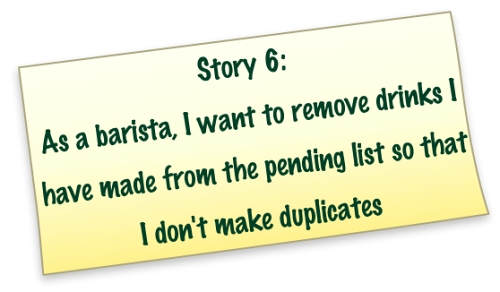 Story 6:
As a barista, I want to remove drinks I
have made from the pending list so that
I don't make duplicates